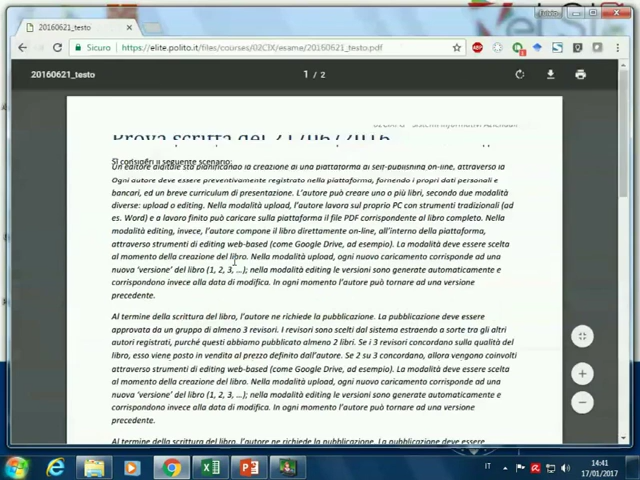 20160621_testo
Sicuro https://elite.polito.it/files/courses/02CIX/esame/20160621_testo.pdf
20160621_testo 1 / 2
Prova scritta del 21/06/2016
Si consideri il seguente scenario:
Un editore digitale sta pianificando la creazione di una piattaforma di self-publishing on-line, attraverso la
Ogni autore deve essere preventivamente registrato nella piattaforma, fornendo i propri dati personali e
bancari, ed un breve curriculum di presentazione. L'autore può creare uno o più libri, secondo due modalità
diverse: upload o editing. Nella modalità upload, l'autore lavora sul proprio PC con strumenti tradizionali (ad
es. Word) e a lavoro finito può caricare sulla piattaforma il file PDF corrispondente al libro completo. Nella
modalità editing, invece, l'autore compone il libro direttamente on-line, all'interno della piattaforma,
attraverso strumenti di editing web-based (come Google Drive, ad esempio). La modalità deve essere scelta
al momento della creazione del libro. Nella modalità upload, ogni nuovo caricamento corrisponde ad una
nuova 'versione' del libro (1, 2, 3, ...); nella modalità editing le versioni sono generate automaticamente e
corrispondono invece alla data di modifica. In ogni momento l'autore può tornare ad una versione
precedente.
Al termine della scrittura del libro, l'autore ne richiede la pubblicazione. La pubblicazione deve essere
approvata da un gruppo di almeno 3 revisori. I revisori sono scelti dal sistema estraendo a sorte tra gli altri
autori registrati, purché questi abbiamo pubblicato almeno 2 libri. Se i 3 revisori concordano sulla qualità del
libro, esso viene posto in vendita al prezzo definito dall'autore. Se 2 su 3 concordano, allora vengono coinvolti
attraverso strumenti di editing web-based (come Google Drive, ad esempio). La modalità deve essere scelta
al momento della creazione del libro. Nella modalità upload, ogni nuovo caricamento corrisponde ad una
nuova 'versione' del libro (1, 2, 3, ...); nella modalità editing le versioni sono generate automaticamente e
corrispondono invece alla data di modifica. In ogni momento l'autore può tornare ad una versione
precedente.
Al termine della scrittura del libro, l'autore ne richiede la pubblicazione. La pubblicazione deve essere
IT 14:41
17/01/2017